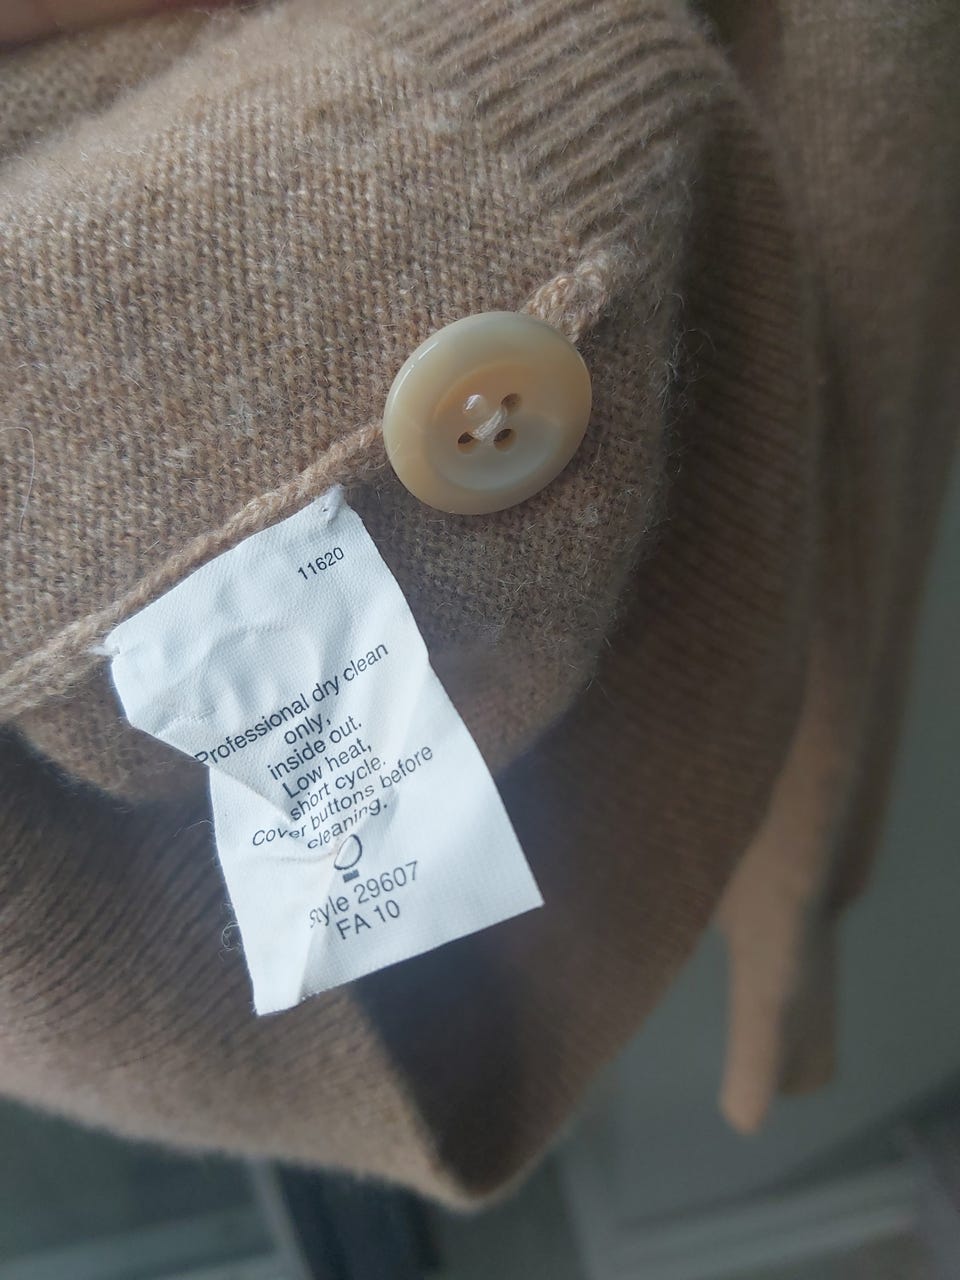 11620
Professional dry clean
only,
inside out.
Low heat,
short cycle.
Cover buttons before
cleaning.
Style 29607
FA 10